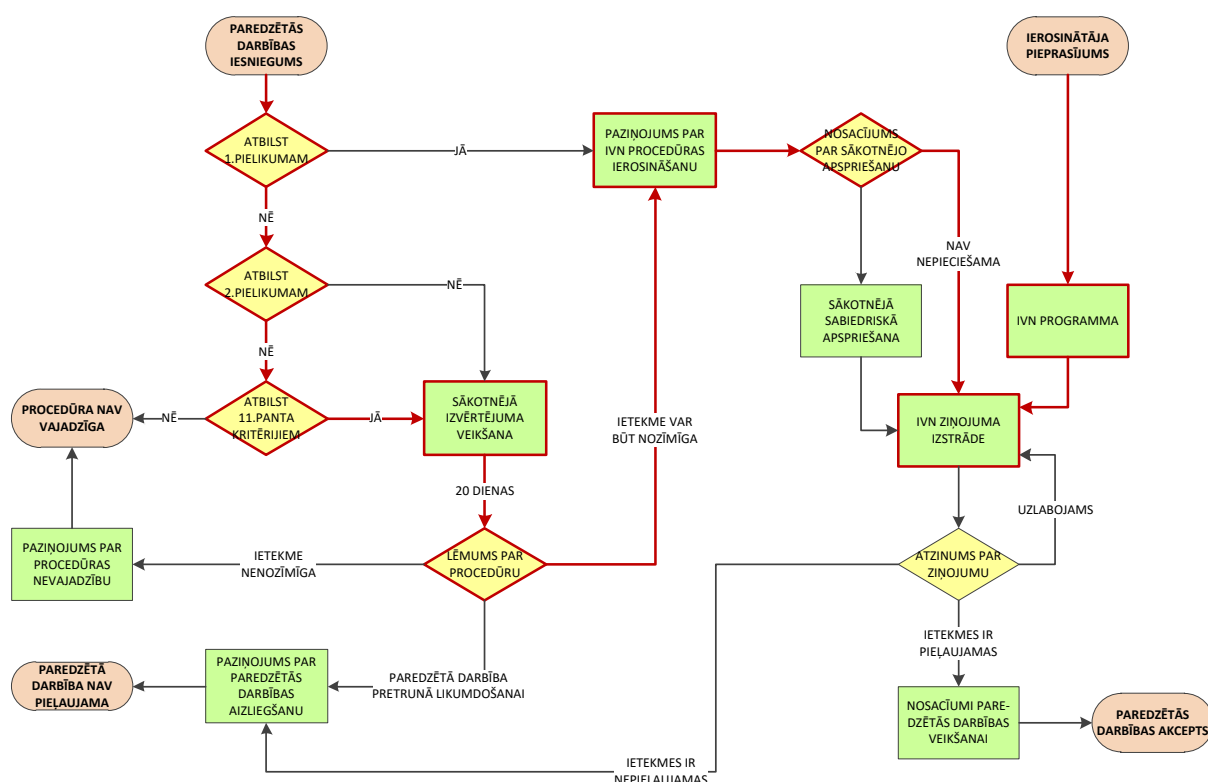 PAREDZĒTĀS
DARBĪBAS
IESNIEGUMS
IEROSINĀTĀJA
PIEPRASĪJUMS
ATBILST
1.PIELIKUMAM
JĀ
PAZIŅOJUMS PAR
IVN PROCEDŪRAS
IEROSINĀŠANU
NOSACĪJUMS
PAR SĀKOTNĒJO
APSPRIEŠANU
NĒ
NAV
NEPIECIEŠAMA
ATBILST
2.PIELIKUMAM
NĒ
SĀKOTNĒJĀ
SABIEDRISKĀ
APSPRIEŠANA
IVN PROGRAMMA
NĒ
PROCEDŪRA NAV
VAJADZĪGA
NĒ
ATBILST
11.PANTA
KRITĒRIJIEM
JĀ
SĀKOTNĒJĀ
IZVĒRTĒJUMA
VEIKŠANA
IETEKME VAR
BŪT NOZĪMĪGA
IVN ZIŅOJUMA
IZSTRĀDE
20 DIENAS
UZLABOJAMS
PAZIŅOJUMS PAR
PROCEDŪRAS
NEVAJADZĪBU
IETEKME
NENOZĪMĪGA
LĒMUMS PAR
PROCEDŪRU
ATZINUMS PAR
ZIŅOJUMU
IETEKMES IR
PIEĻAUJAMAS
PAREDZĒTĀ
DARBĪBA NAV
PIEĻAUJAMA
PAZIŅOJUMS PAR
PAREDZĒTĀS
DARBĪBAS
AIZLIEGŠANU
PAREDZĒTĀ DARBĪBA
PRETRUNĀ LIKUMDOŠANAI
NOSACĪUMI PARE-
DZĒTĀS DARBĪBAS
VEIKŠANAI
PAREDZĒTĀS
DARBĪBAS AKCEPTS
IETEKMES IR
NEPIEĻAUJAMAS